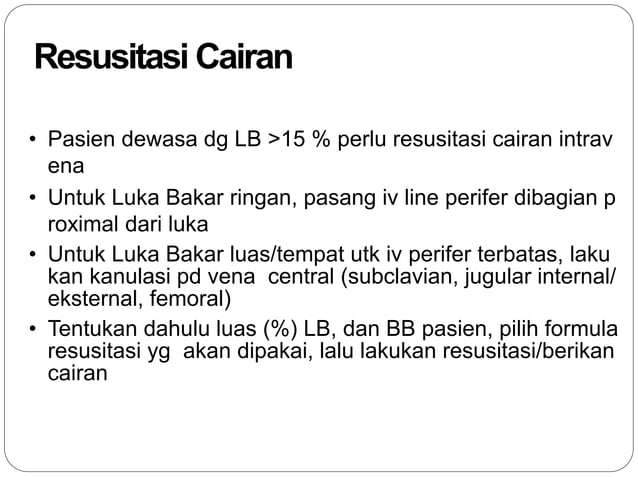 Resusitasi Cairan
• Pasien dewasa dg LB >15 % perlu resusitasi cairan intrav
ena
• Untuk Luka Bakar ringan, pasang iv line perifer dibagian p
roximal dari luka
• Untuk Luka Bakar luas/tempat utk iv perifer terbatas, laku
kan kanulasi pd vena  central (subclavian, jugular internal/
eksternal, femoral)
• Tentukan dahulu luas (%) LB, dan BB pasien, pilih formula
resusitasi yg  akan dipakai, lalu lakukan resusitasi/berikan
cairan